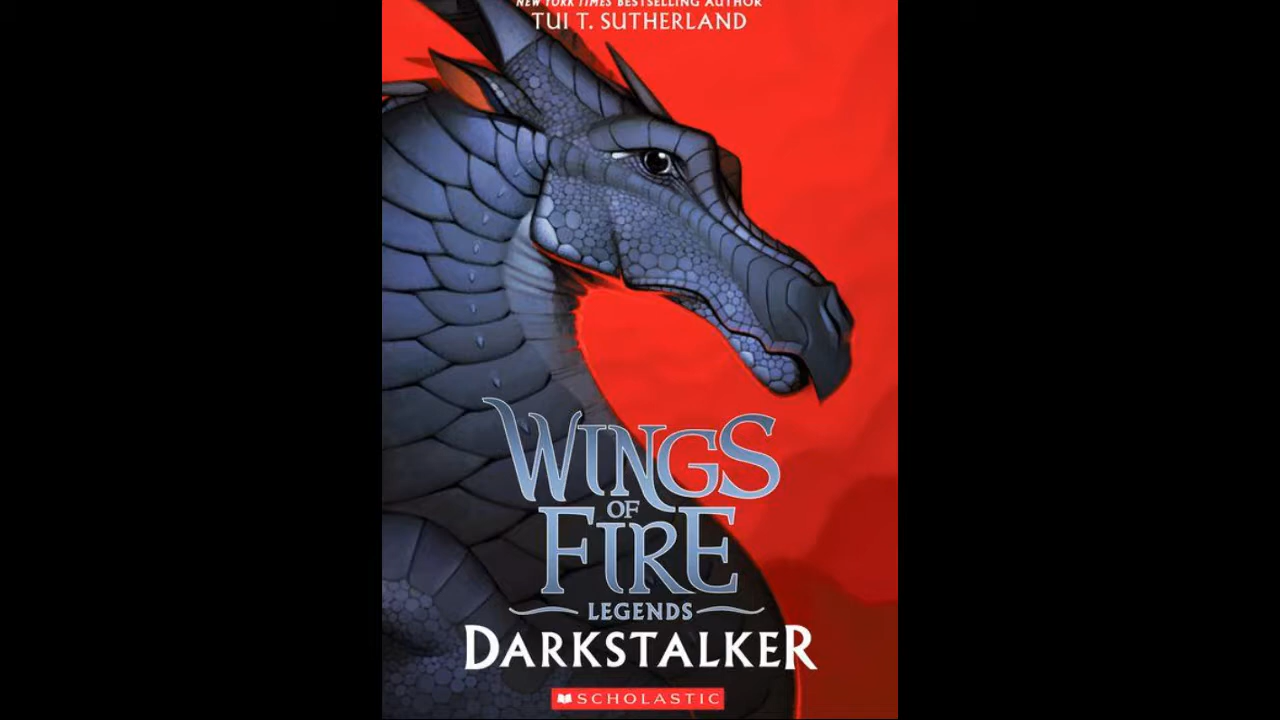 NEW YORK TIMES BESTSELLING AUTHOR
TUI T. SUTHERLAND
WINGS
OF
FIRE
LEGENDS
DARKSTALKER
SCHOLASTIC